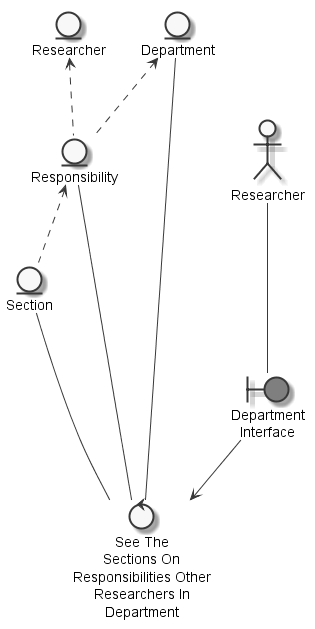 Researcher
Department
Responsibility
Researcher
Section
Department
Interface
See The
Sections On
Responsibilities Other
Researchers In
Department